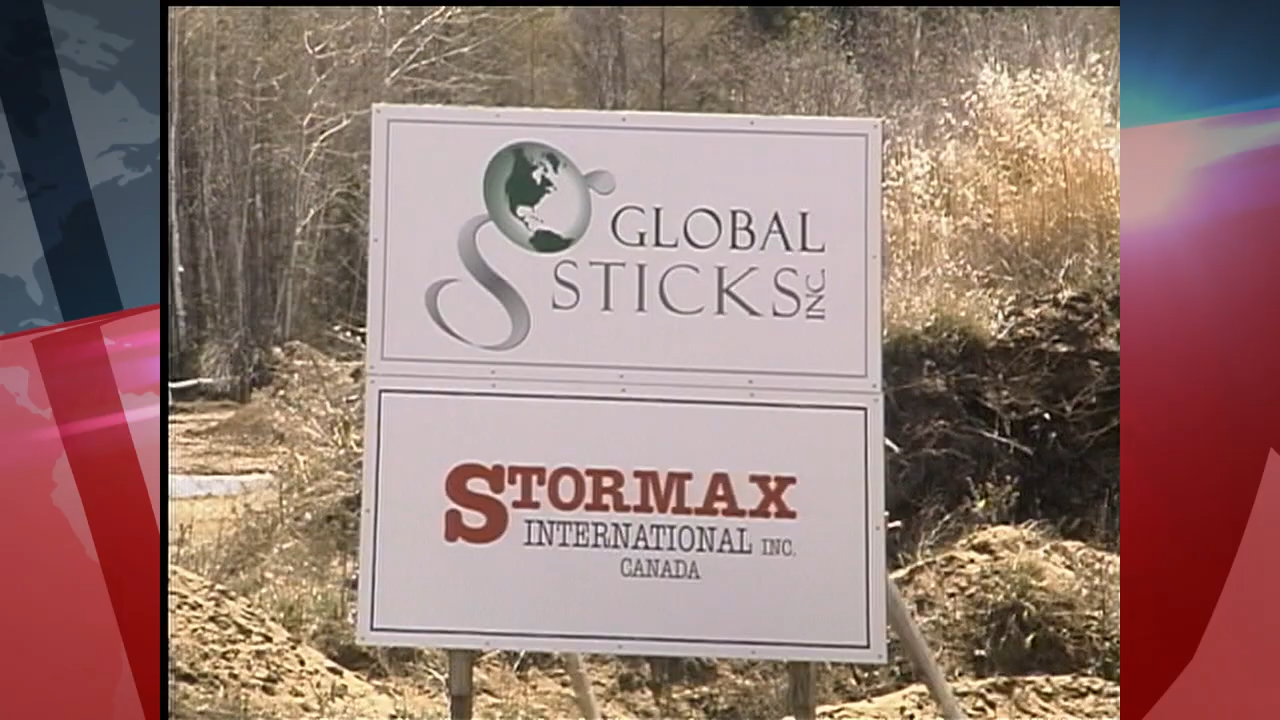 GLOBAL
STICKS INC.
STORMAX
INTERNATIONAL INC.
CANADA